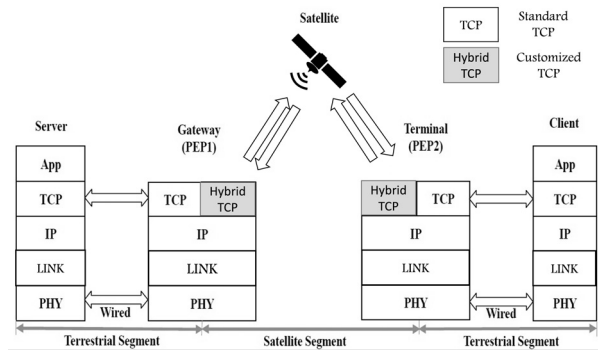 Satellite
TCP
Standard
TCP
Hybrid
TCP
Customized
TCP
Server
Gateway
(PEP1)
Terminal
(PEP2)
Client
App
TCP
IP
LINK
PHY
TCP
Hybrid
TCP
IP
LINK
PHY
Hybrid
TCP
TCP
IP
LINK
PHY
App
TCP
IP
LINK
PHY
Wired
Wired
Terrestrial Segment
Satellite Segment
Terrestrial Segment